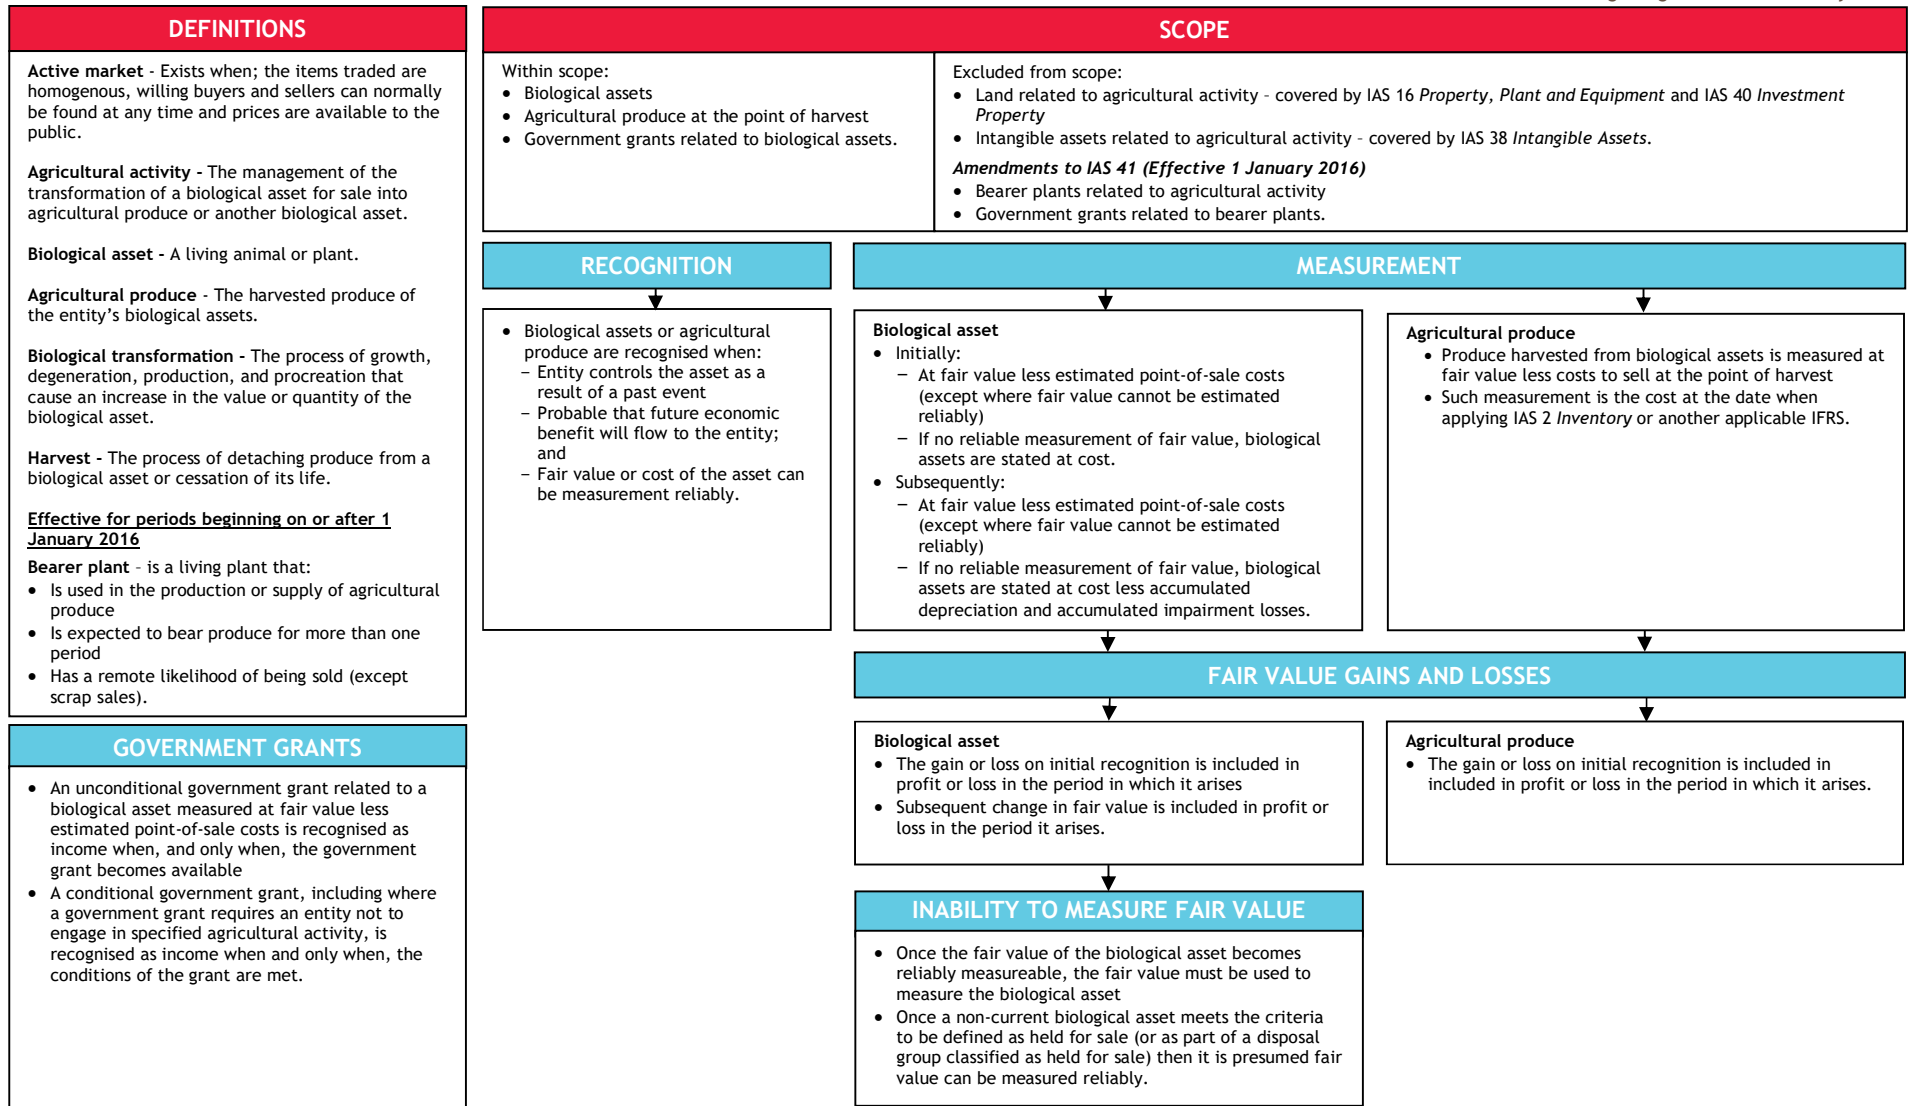 DEFINITIONS
Active market - Exists when; the items traded are
homogenous, willing buyers and sellers can normally
be found at any time and prices are available to the
public.
Agricultural activity - The management of the
transformation of a biological asset for sale into
agricultural produce or another biological asset.
Biological asset - A living animal or plant.
Agricultural produce - The harvested produce of
the entity’s biological assets.
Biological transformation - The process of growth,
degeneration, production, and procreation that
cause an increase in the value or quantity of the
biological asset.
Harvest - The process of detaching produce from a
biological asset or cessation of its life.
Effective for periods beginning on or after 1
January 2016
Bearer plant – is a living plant that:
• Is used in the production or supply of agricultural
produce
• Is expected to bear produce for more than one
period
• Has a remote likelihood of being sold (except
scrap sales).
GOVERNMENT GRANTS
• An unconditional government grant related to a
biological asset measured at fair value less
estimated point-of-sale costs is recognised as
income when, and only when, the government
grant becomes available
• A conditional government grant, including where
a government grant requires an entity not to
engage in specified agricultural activity, is
recognised as income when and only when, the
conditions of the grant are met.
SCOPE
Within scope:
• Biological assets
• Agricultural produce at the point of harvest
• Government grants related to biological assets.
Excluded from scope:
• Land related to agricultural activity – covered by IAS 16 Property, Plant and Equipment and IAS 40 Investment
Property
• Intangible assets related to agricultural activity – covered by IAS 38 Intangible Assets.
Amendments to IAS 41 (Effective 1 January 2016)
• Bearer plants related to agricultural activity
• Government grants related to bearer plants.
RECOGNITION
• Biological assets or agricultural
produce are recognised when:
– Entity controls the asset as a
result of a past event
– Probable that future economic
benefit will flow to the entity;
and
– Fair value or cost of the asset can
be measurement reliably.
MEASUREMENT
Biological asset
• Initially:
– At fair value less estimated point-of-sale costs
(except where fair value cannot be estimated
reliably)
– If no reliable measurement of fair value, biological
assets are stated at cost.
• Subsequently:
– At fair value less estimated point-of-sale costs
(except where fair value cannot be estimated
reliably)
– If no reliable measurement of fair value, biological
assets are stated at cost less accumulated
depreciation and accumulated impairment losses.
Agricultural produce
• Produce harvested from biological assets is measured at
fair value less costs to sell at the point of harvest
• Such measurement is the cost at the date when
applying IAS 2 Inventory or another applicable IFRS.
FAIR VALUE GAINS AND LOSSES
Biological asset
• The gain or loss on initial recognition is included in
profit or loss in the period in which it arises
• Subsequent change in fair value is included in profit or
loss in the period it arises.
Agricultural produce
• The gain or loss on initial recognition is included in
included in profit or loss in the period in which it arises.
INABILITY TO MEASURE FAIR VALUE
• Once the fair value of the biological asset becomes
reliably measureable, the fair value must be used to
measure the biological asset
• Once a non-current biological asset meets the criteria
to be defined as held for sale (or as part of a disposal
group classified as held for sale) then it is presumed fair
value can be measured reliably.